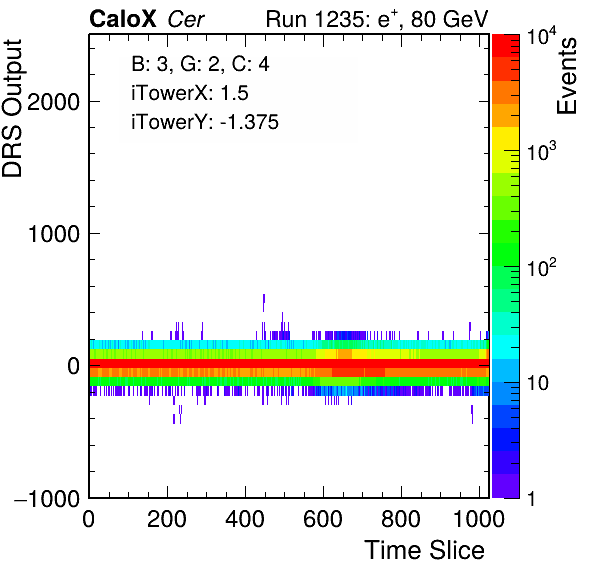 CaloX Cer Run 1235: e⁺, 80 GeV
B: 3, G: 2, C: 4
iTowerX: 1.5
iTowerY: -1.375
DRS Output
2000
1000
0
−1000
0 200 400 600 800 1000
Time Slice
Events
10⁴
10³
10²
10
1